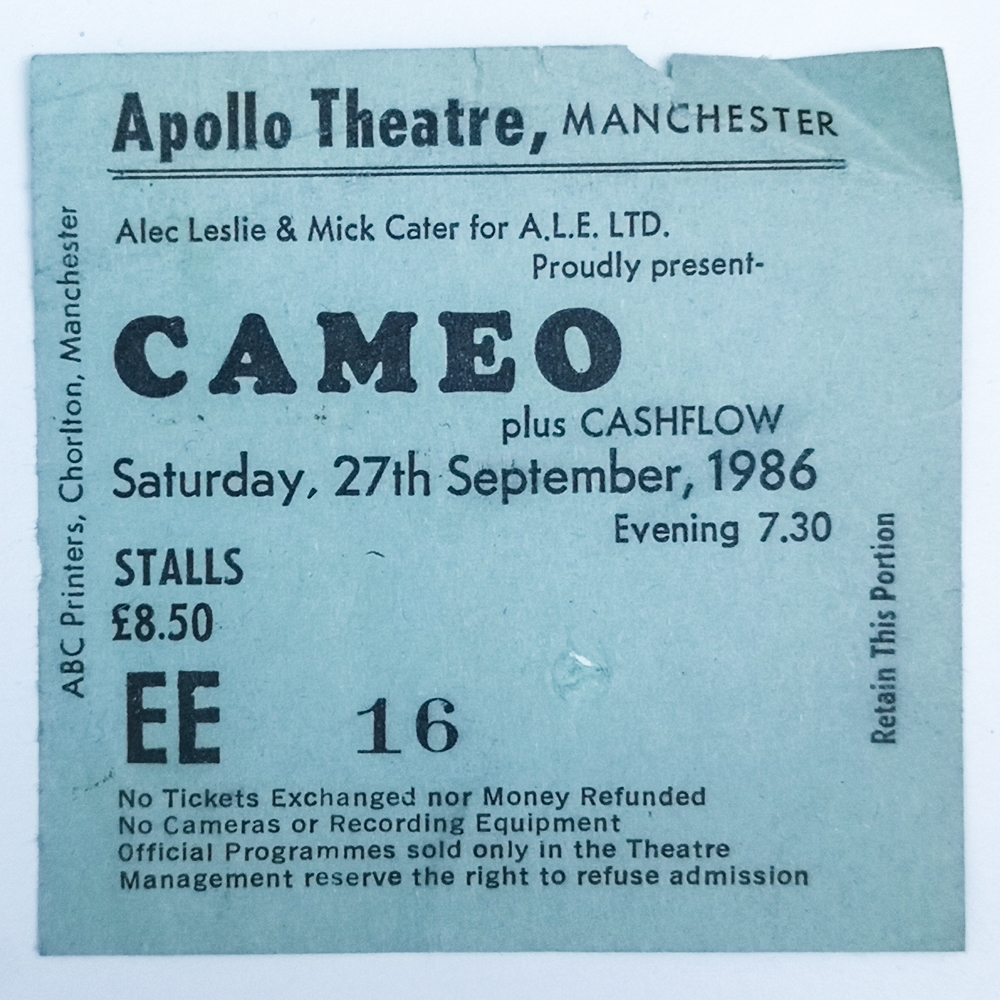 Apollo Theatre, MANCHESTER
Alec Leslie & Mick Cater for A.L.E. LTD.
Proudly present-
CAMEO
plus CASHFLOW
Saturday, 27th September, 1986
Evening 7.30
STALLS
£8.50
EE 16
No Tickets Exchanged nor Money Refunded
No Cameras or Recording Equipment
Official Programmes sold only in the Theatre
Management reserve the right to refuse admission
ABC Printers, Chorlton, Manchester
Retain This Portion